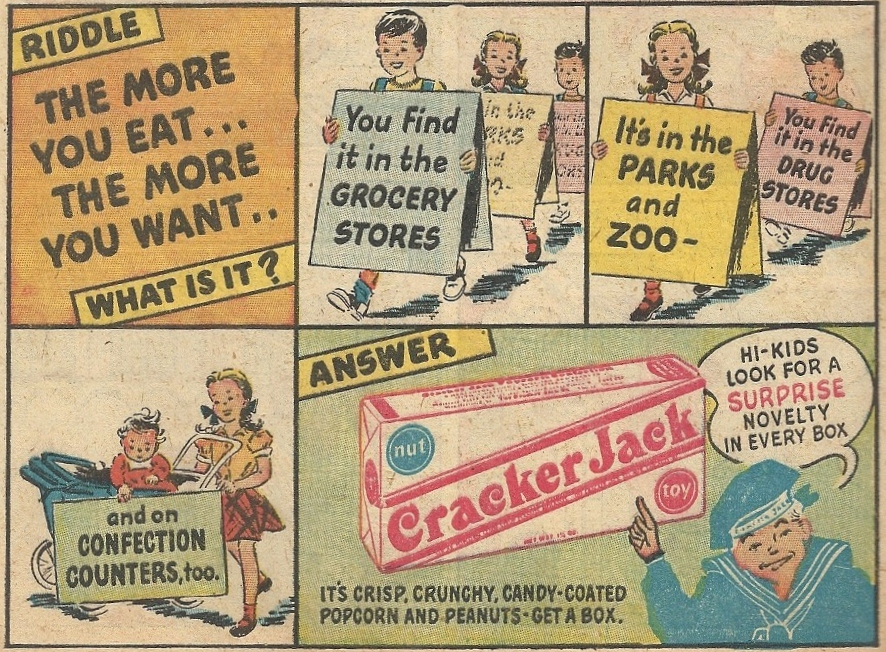 RIDDLE
THE MORE
YOU EAT...
THE MORE
YOU WANT..
WHAT IS IT?
You Find
it in the
GROCERY
STORES
in the
It's in the
PARKS
and
ZOO-
You Find
it in the
DRUG
STORES
and on
CONFECTION
COUNTERS, too.
ANSWER
nut
Cracker Jack
toy
HI-KIDS
LOOK FOR A
SURPRISE
NOVELTY
IN EVERY BOX
IT'S CRISP, CRUNCHY, CANDY-COATED
POPCORN AND PEANUTS-GET A BOX.